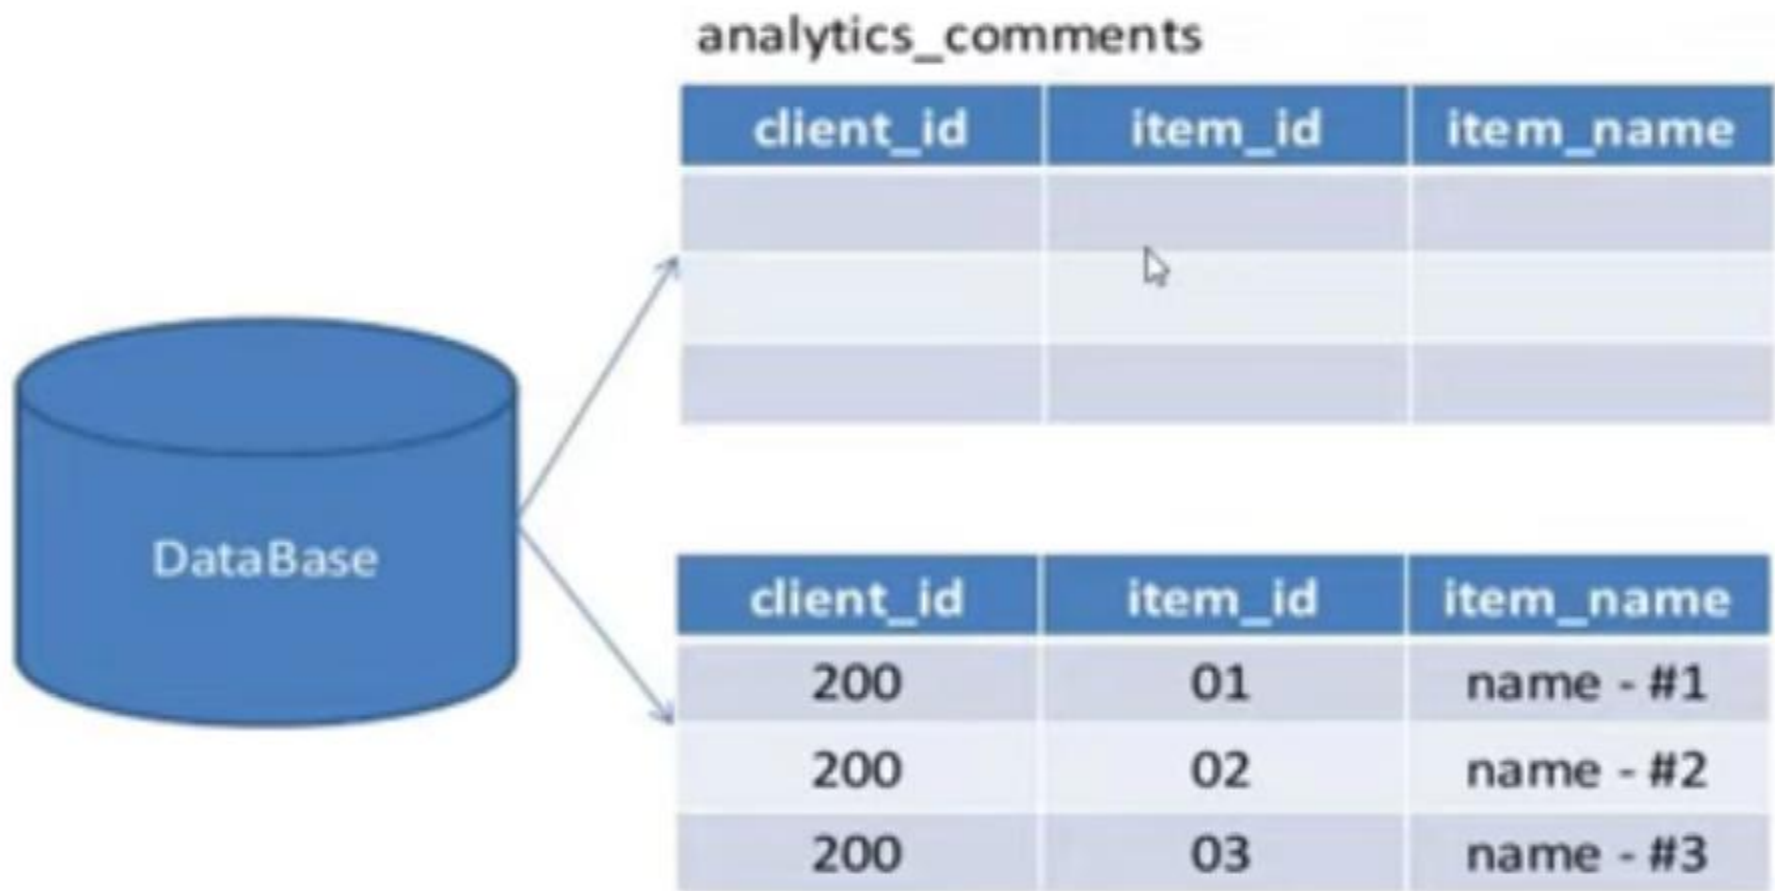 analytics_comments
client_id item_id item_name
DataBase
client_id item_id item_name
200 01 name - #1
200 02 name - #2
200 03 name - #3